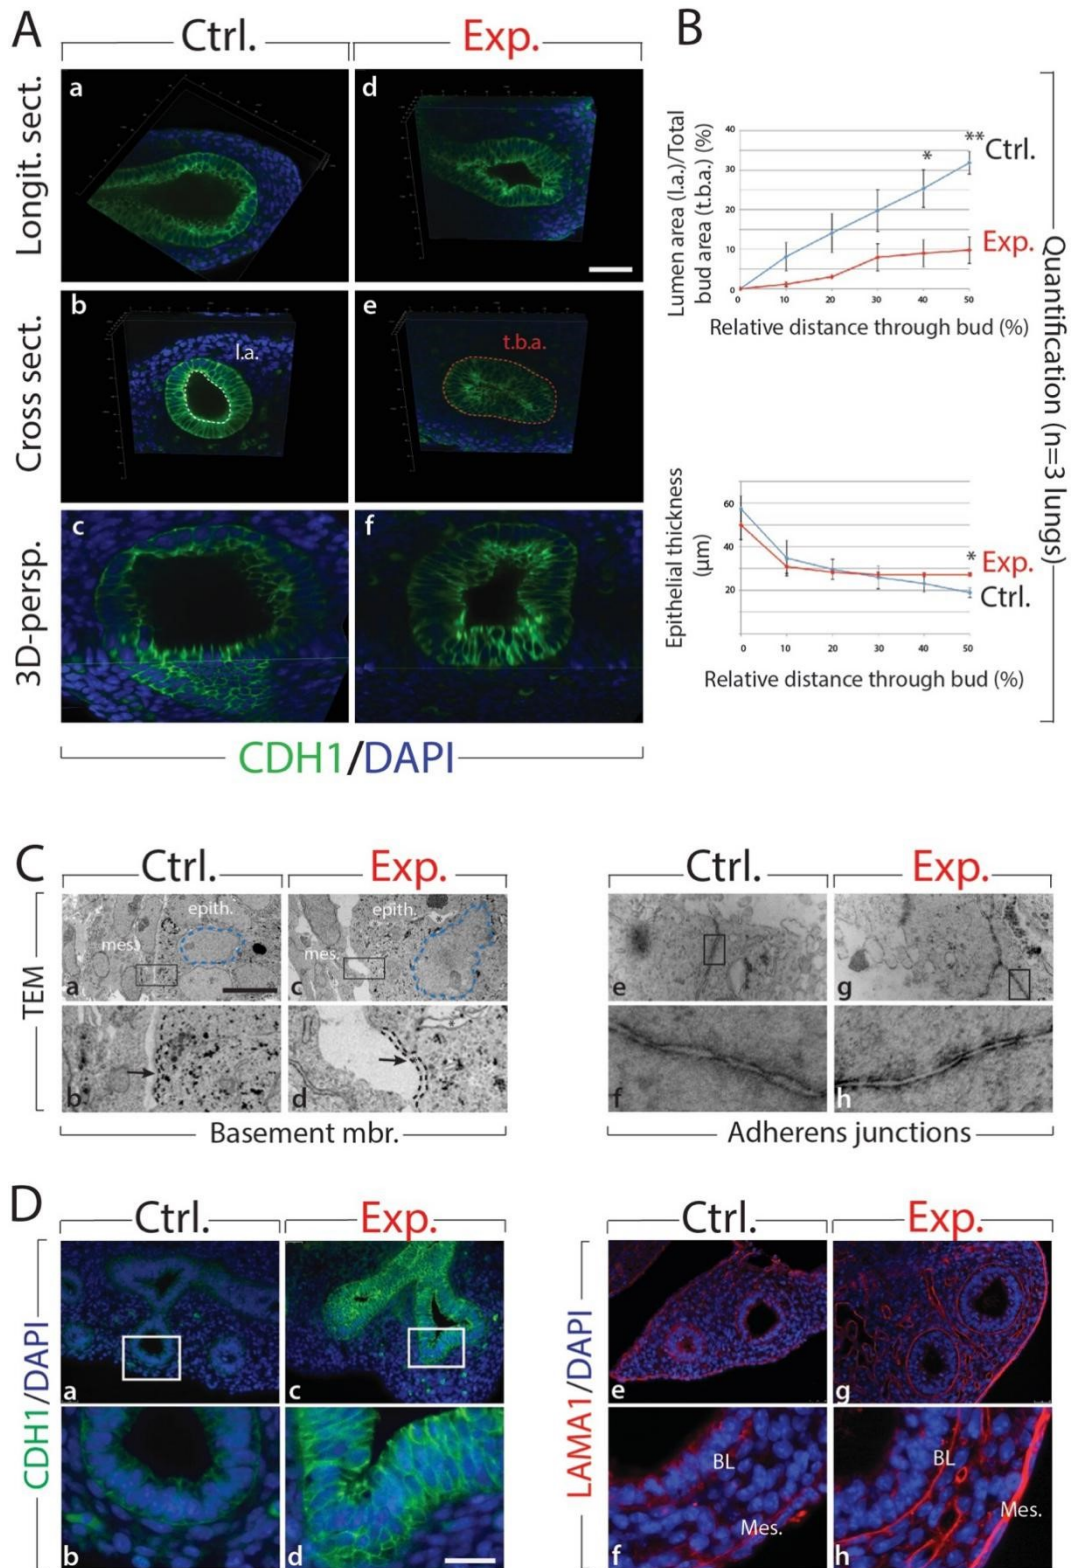 A
Ctrl.
Exp.
Longit. sect.
a
d
Cross sect.
b
l.a.
e
t.b.a.
3D-persp.
c
f
CDH1/DAPI
B
Lumen area (l.a.)/Total
bud area (t.b.a.) (%)
40
30
20
10
0
** Ctrl.
*
Exp.
0 10 20 30 40 50
Relative distance through bud (%)
Epithelial thickness
(μm)
60
40
20
*
Exp.
Ctrl.
0 10 20 30 40 50
Relative distance through bud (%)
Quantification (n=3 lungs)
C
Ctrl.
Exp.
TEM
epith.
mes.
a
epith.
mes.
c
b
d
Basement mbr.
Ctrl.
Exp.
e
g
f
h
Adherens junctions
D
Ctrl.
Exp.
CDH1/DAPI
a
c
b
d
Ctrl.
Exp.
LAMA1/DAPI
e
g
BL
Mes.
f
BL
Mes.
h